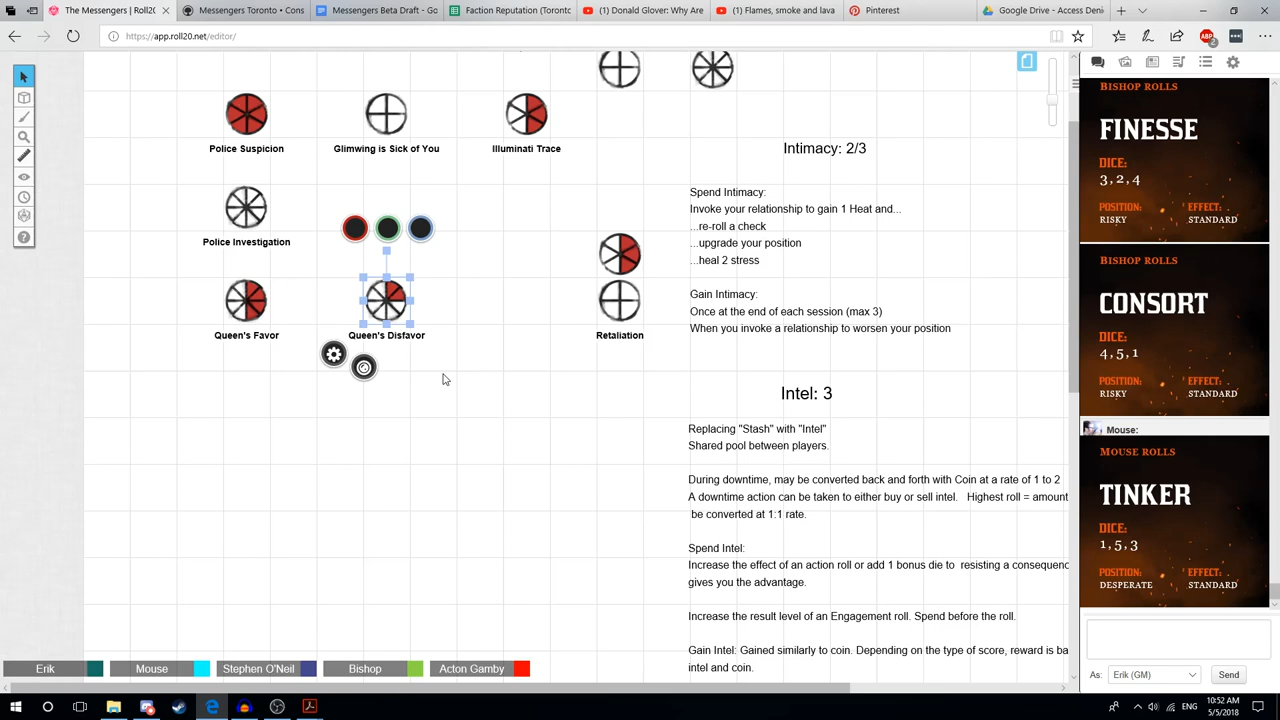 The Messengers | Roll20
Messengers Toronto • Cons
Messengers Beta Draft - Go
Faction Reputation (Toronto
(1) Donald Glover: Why Are
(1) Flames, smoke and lava
Pinterest
Google Drive - Access Deni
https://app.roll20.net/editor/
ABP
2
Police Suspicion
Glimwing is Sick of You
Illuminati Trace
Police Investigation
Queen's Favor
Queen's Disfavor
Retaliation
Intimacy: 2/3
Spend Intimacy:
Invoke your relationship to gain 1 Heat and...
...re-roll a check
...upgrade your position
...heal 2 stress
Gain Intimacy:
Once at the end of each session (max 3)
When you invoke a relationship to worsen your position
Intel: 3
Replacing "Stash" with "Intel"
Shared pool between players.
During downtime, may be converted back and forth with Coin at a rate of 1 to 2
A downtime action can be taken to either buy or sell intel. Highest roll = amount
be converted at 1:1 rate.
Spend Intel:
Increase the effect of an action roll or add 1 bonus die to resisting a consequenc
gives you the advantage.
Increase the result level of an Engagement roll. Spend before the roll.
Gain Intel: Gained similarly to coin. Depending on the type of score, reward is ba
intel and coin.
BISHOP ROLLS
FINESSE
DICE:
3,2,4
POSITION: EFFECT:
RISKY STANDARD
BISHOP ROLLS
CONSORT
DICE:
4,5,1
POSITION: EFFECT:
RISKY STANDARD
Mouse:
MOUSE ROLLS
TINKER
DICE:
1,5,3
POSITION: EFFECT:
DESPERATE STANDARD
As: Erik (GM) Send
Erik
Mouse
Stephen O'Neil
Bishop
Acton Gamby
ENG
10:52 AM
5/5/2018